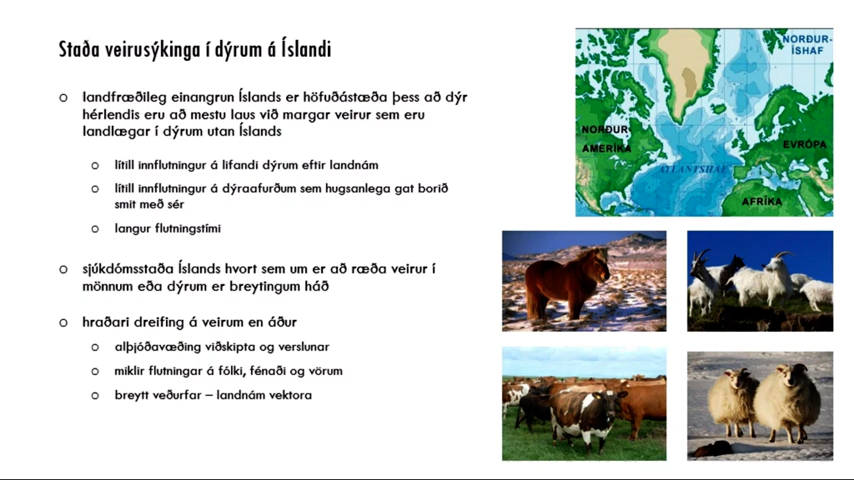 Staða veirusýkinga í dýrum á Íslandi
o landfræðileg einangrun Íslands er höfuðástæða þess að dýr
hérlendis eru að mestu laus við margar veirur sem eru
landlægar í dýrum utan Íslands
o lítill innflutningur á lifandi dýrum eftir landnám
o lítill innflutningur á dýraafurðum sem hugsanlega gat borið
smit með sér
o langur flutningstími
o sjúkdómsstaða Íslands hvort sem um er að ræða veirur í
mönnum eða dýrum er breytingum háð
o hraðari dreifing á veirum en áður
o alþjóðavæðing viðskipta og verslunar
o miklir flutningar á fólki, fénaði og vörum
o breytt veðurfar – landnám vektora
NORÐUR-
ÍSHAF
NORÐUR-
AMERÍKA
EVRÓPA
ATLANTSHAF
AFRÍKA